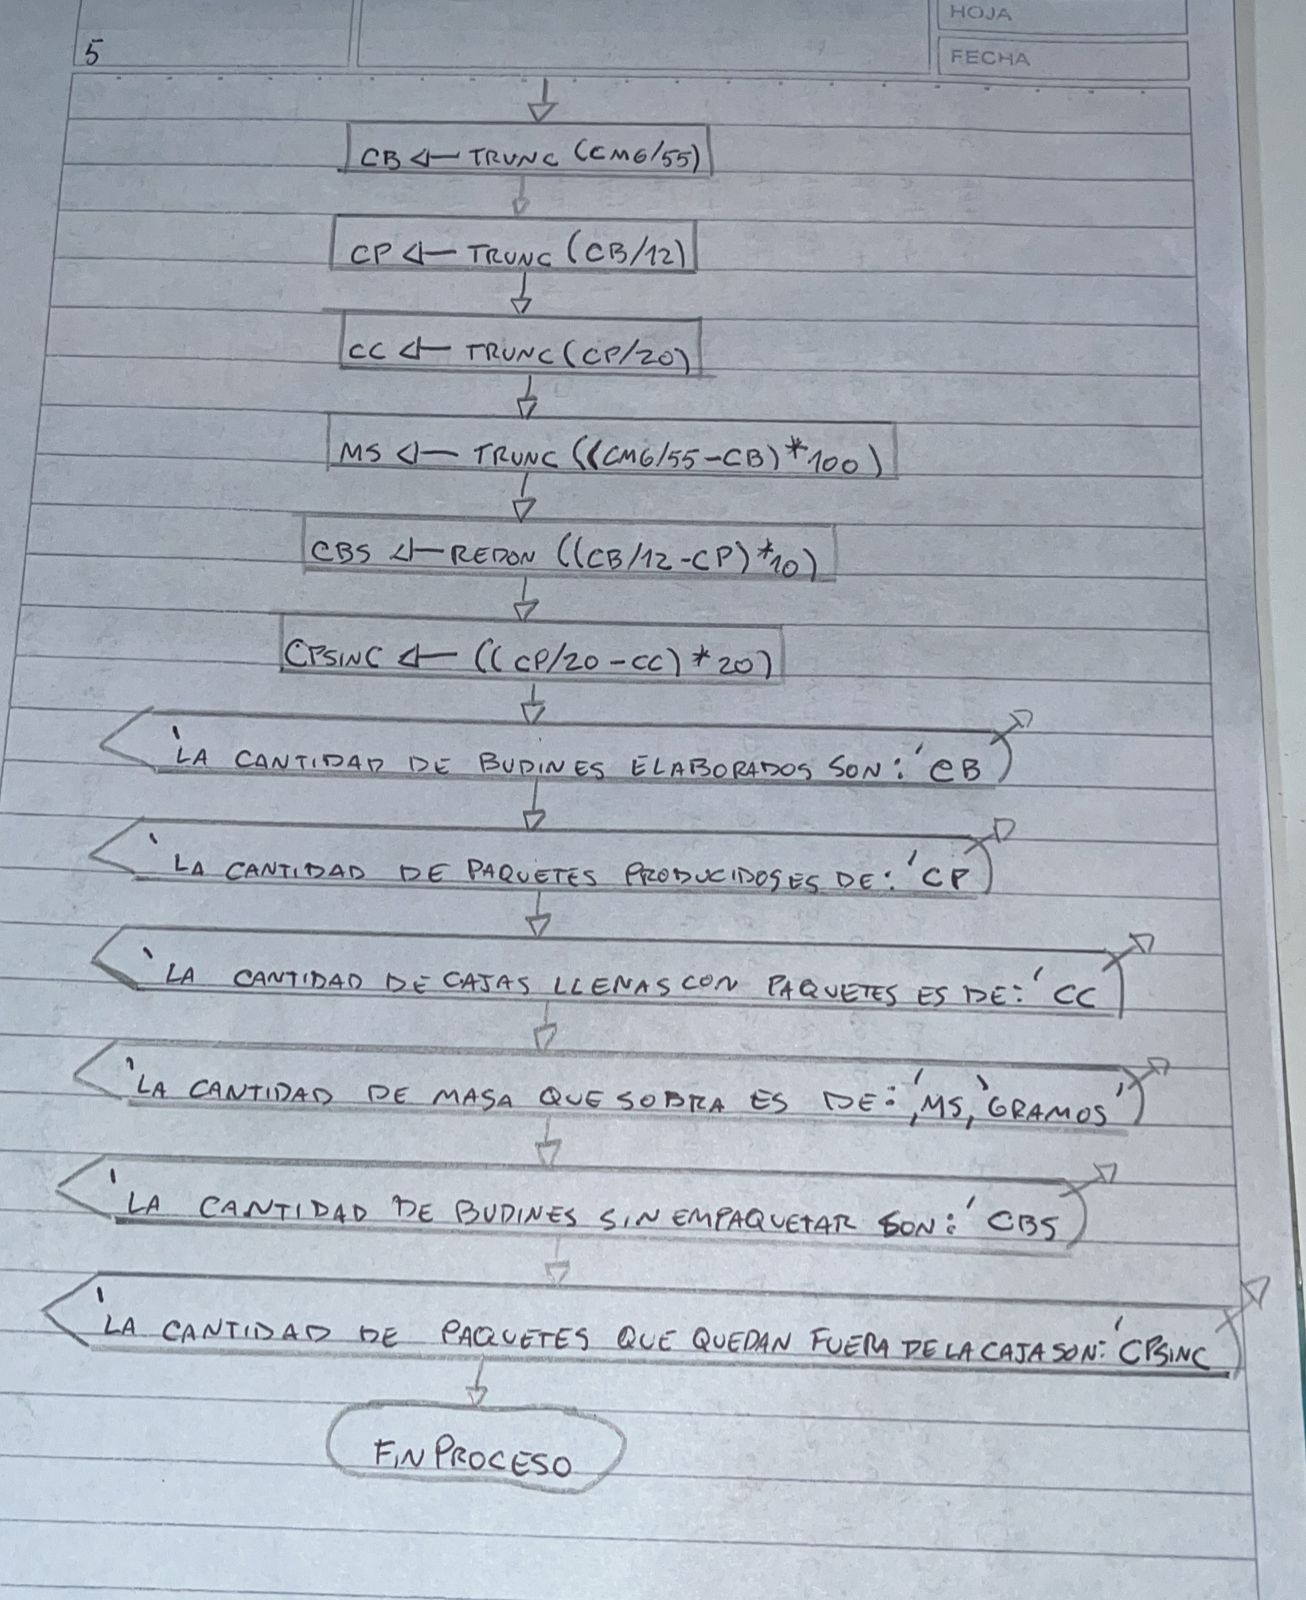 HOJA
5
FECHA
CB ← TRUNC (CMG/55)
CP ← TRUNC (CB/12)
CC ← TRUNC (CP/20)
MS ← TRUNC ((CMG/55-CB)*100)
CBS ← REDON ((CB/12-CP)*10)
CPSINC ← ((CP/20-CC)*20)
'LA CANTIDAD DE BUDINES ELABORADOS SON:' CB
'LA CANTIDAD DE PAQUETES PRODUCIDOS ES DE:' CP
'LA CANTIDAD DE CAJAS LLENAS CON PAQUETES ES DE:' CC
'LA CANTIDAD DE MASA QUE SOBRA ES DE:', MS, 'GRAMOS'
'LA CANTIDAD DE BUDINES SIN EMPAQUETAR SON:' CBS
'LA CANTIDAD DE PAQUETES QUE QUEDAN FUERA DE LA CAJA SON:' CPSINC
FIN PROCESO